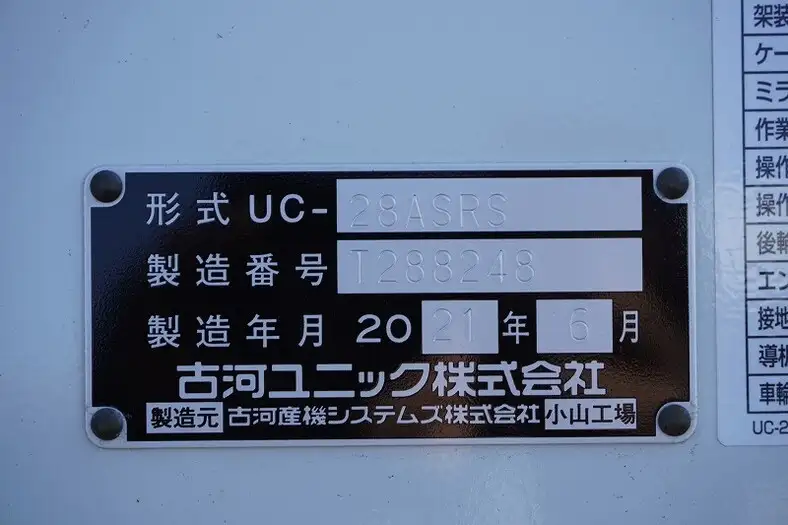 形式 UC- 28ASRS
製造番号 T288248
製造年月 2021年 6月
古河ユニック株式会社
製造元 古河産機システムズ株式会社 小山工場
架装
ケー
ミラ
作業
操作
操作
後輪
エン
接地
導板
車輪
UC-2